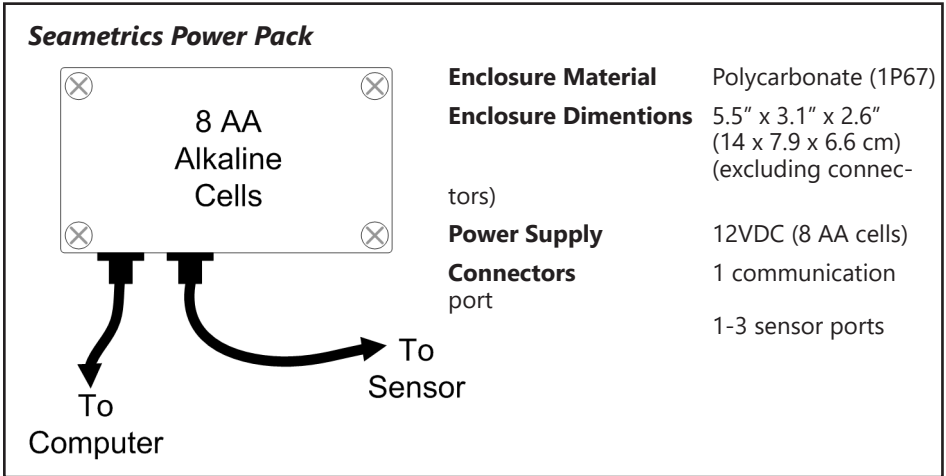 Seametrics Power Pack
8 AA
Alkaline
Cells
To
Computer
To
Sensor
Enclosure Material Polycarbonate (1P67)
Enclosure Dimentions 5.5” x 3.1” x 2.6”
(14 x 7.9 x 6.6 cm)
(excluding connec-
tors)
Power Supply 12VDC (8 AA cells)
Connectors 1 communication
port
1-3 sensor ports